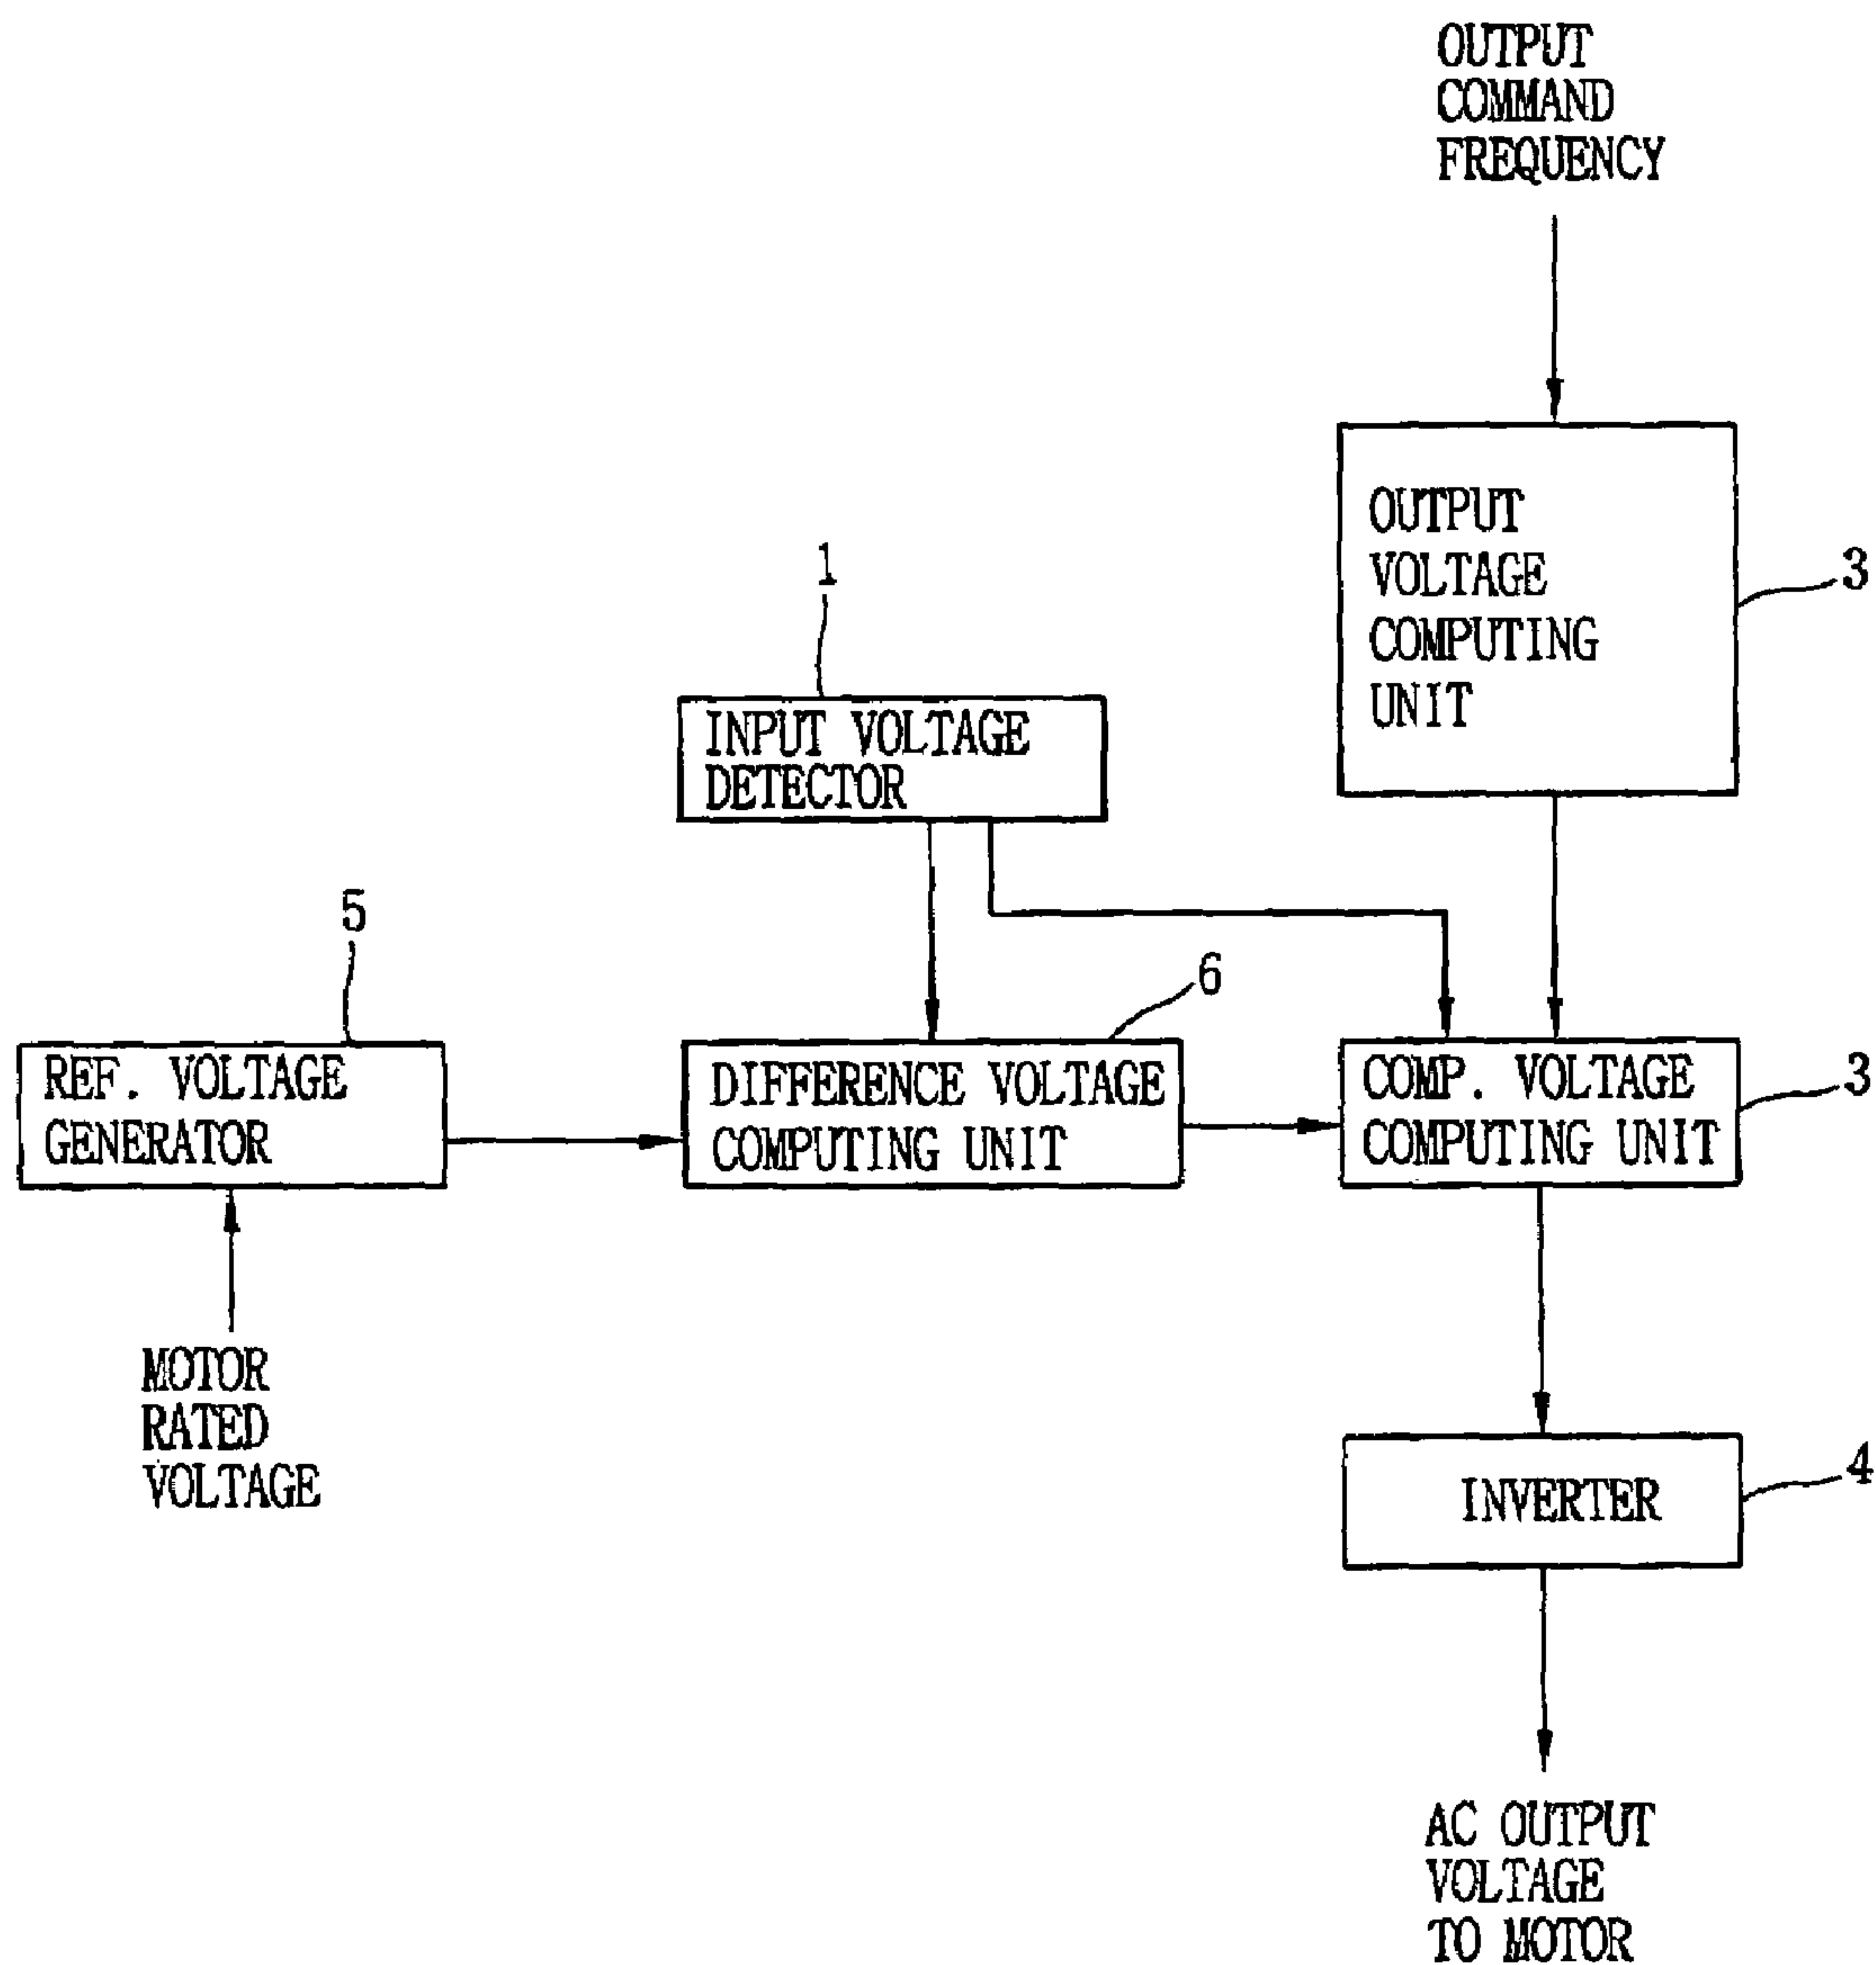 OUTPUT
COMMAND
FREQUENCY
OUTPUT
VOLTAGE
COMPUTING
UNIT
3
1
INPUT VOLTAGE
DETECTOR
5
6
REF. VOLTAGE
GENERATOR
DIFFERENCE VOLTAGE
COMPUTING UNIT
COMP. VOLTAGE
COMPUTING UNIT
3
MOTOR
RATED
VOLTAGE
INVERTER
4
AC OUTPUT
VOLTAGE
TO MOTOR